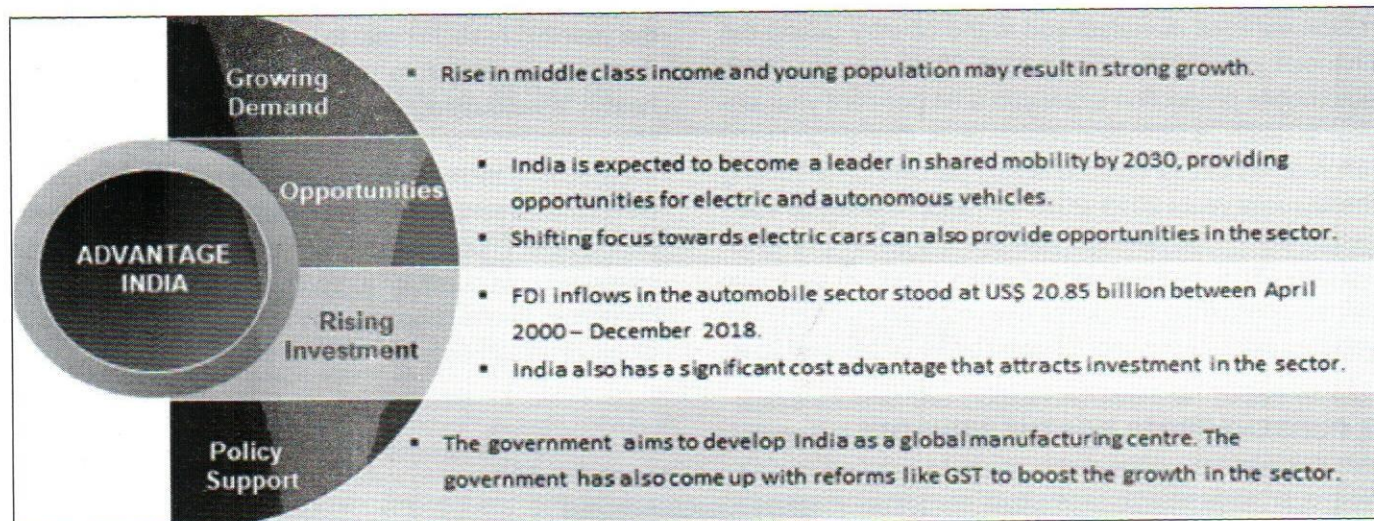 ADVANTAGE
INDIA
Growing
Demand
▪ Rise in middle class income and young population may result in strong growth.
Opportunities
▪ India is expected to become a leader in shared mobility by 2030, providing
opportunities for electric and autonomous vehicles.
▪ Shifting focus towards electric cars can also provide opportunities in the sector.
Rising
Investment
▪ FDI inflows in the automobile sector stood at US$ 20.85 billion between April
2000 – December 2018.
▪ India also has a significant cost advantage that attracts investment in the sector.
Policy
Support
▪ The government aims to develop India as a global manufacturing centre. The
government has also come up with reforms like GST to boost the growth in the sector.